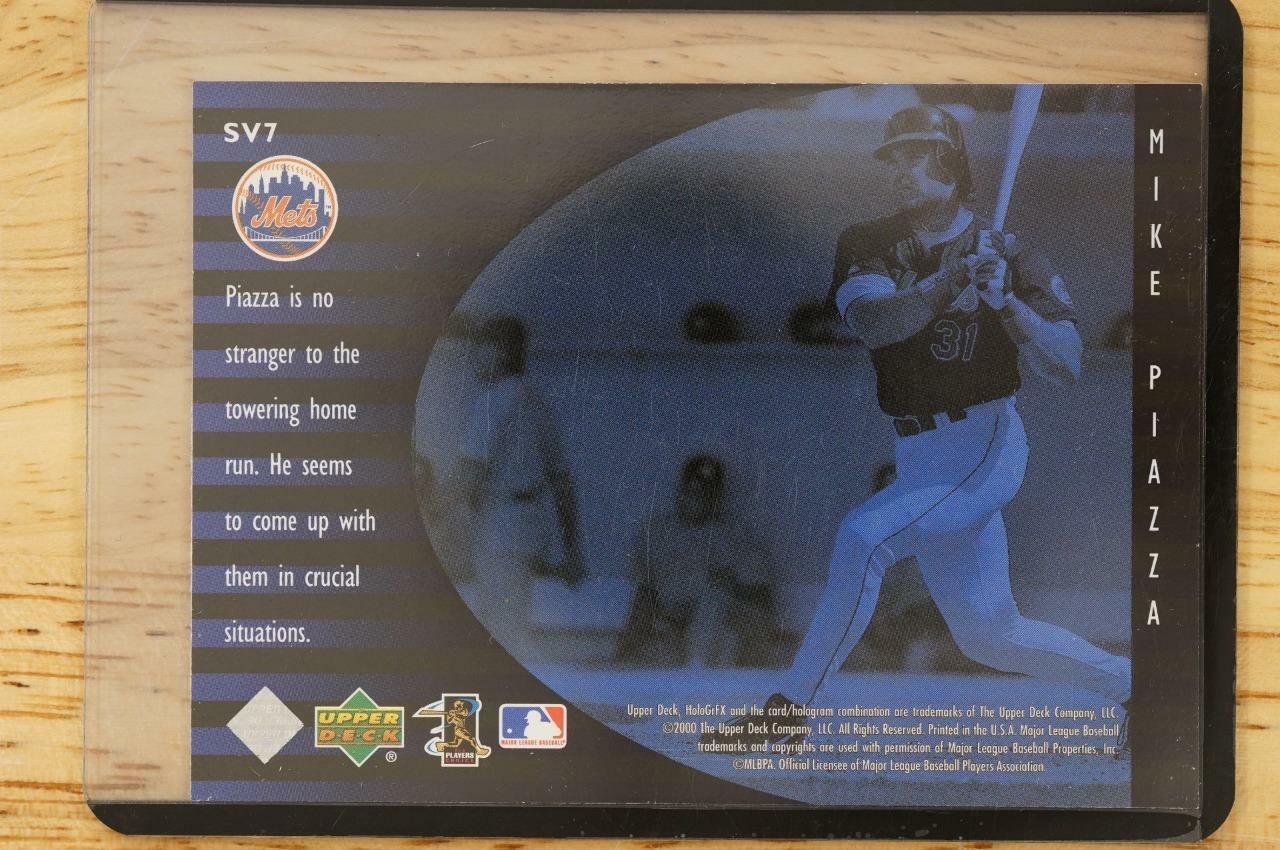 SV7
Mets
Piazza is no
stranger to the
towering home
run. He seems
to come up with
them in crucial
situations.
31
MIKE PIAZZA
UPPER
DECK
®
PLAYERS
CHOICE
MAJOR LEAGUE BASEBALL
Upper Deck, HoloGrFX and the card/hologram combination are trademarks of The Upper Deck Company, LLC.
©2000 The Upper Deck Company, LLC. All Rights Reserved. Printed in the U.S.A. Major League Baseball
trademarks and copyrights are used with permission of Major League Baseball Properties, Inc.
©MLBPA. Official Licensee of Major League Baseball Players Association.